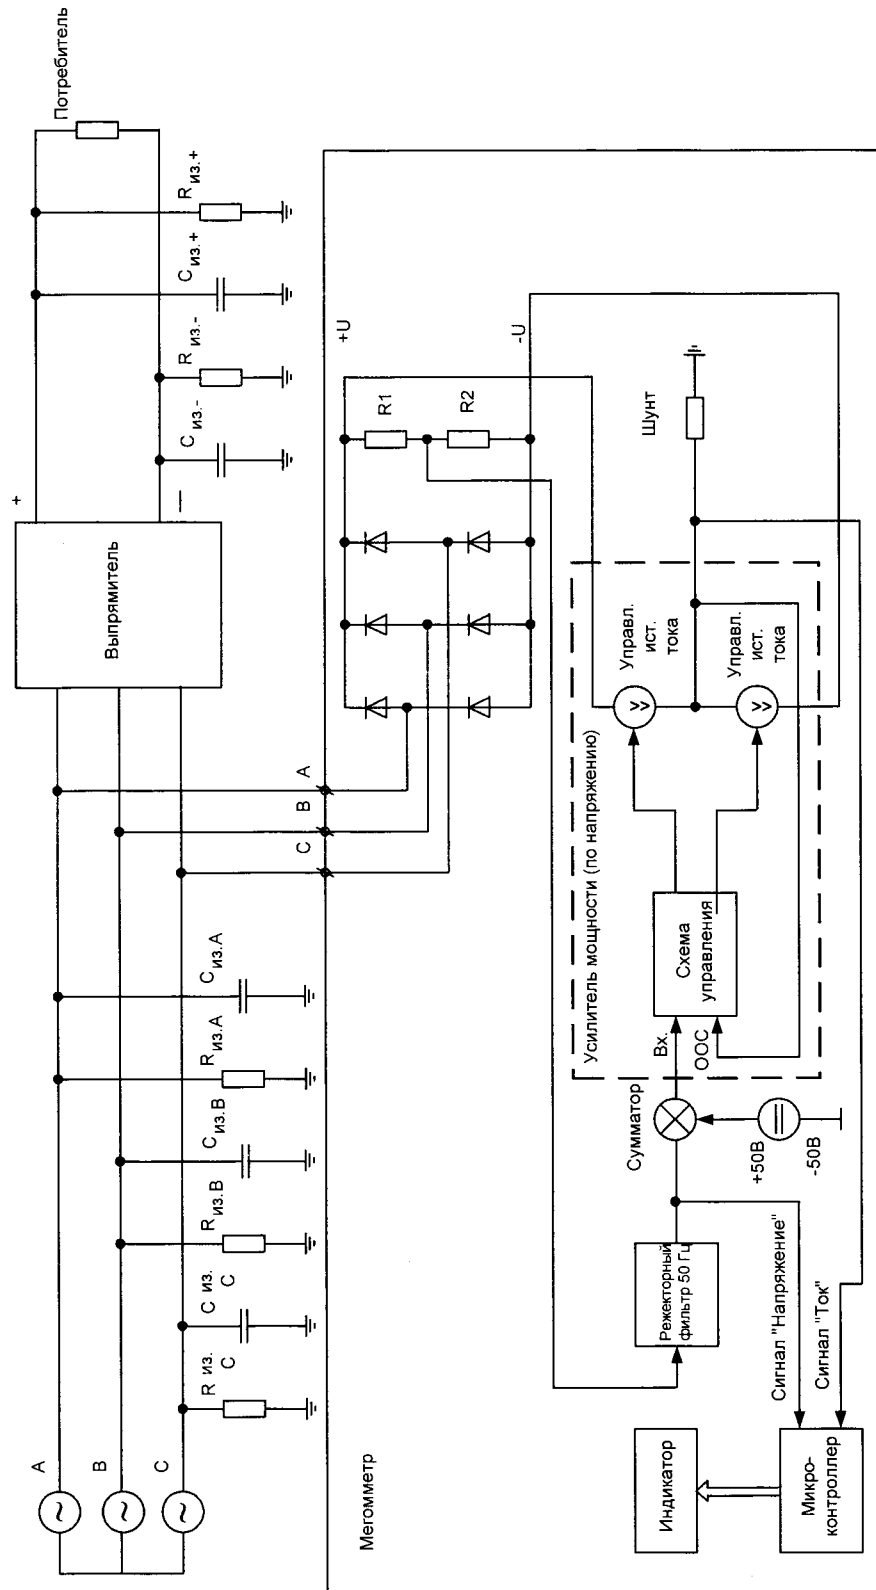 A
B
C
R из. C
C из. C
R из.B
C из.B
R из.A
C из.A
Выпрямитель
+
—
C из.-
R из.-
C из.+
R из.+
Потребитель
Мегомметр
C
B
A
+U
-U
R1
R2
Шунт
Усилитель мощности (по напряжению)
Управл.
ист.
тока
Управл.
ист.
тока
Схема
управления
Вх.
ООС
Сумматор
+50В
-50В
Режекторный
фильтр 50 Гц
Сигнал "Напряжение"
Сигнал "Ток"
Индикатор
Микро-
контроллер